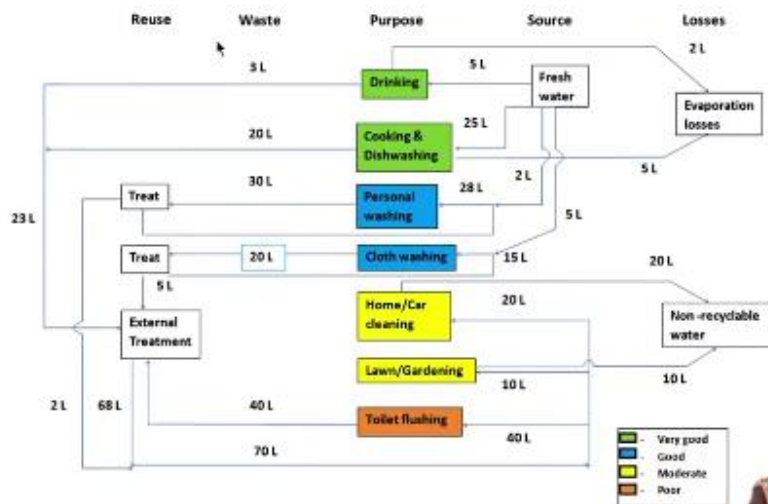 Reuse Waste Purpose Source Losses
2 L
3 L
5 L
Drinking
Fresh
water
Evaporation
losses
20 L
25 L
Cooking &
Dishwashing
5 L
30 L
28 L
2 L
Treat
Personal
washing
23 L
5 L
Treat
20 L
Cloth washing
15 L
20 L
5 L
Home/Car
cleaning
20 L
External
Treatment
Non -recyclable
water
Lawn/Gardening
10 L
10 L
2 L
68 L
40 L
Toilet flushing
40 L
70 L
- Very good
- Good
- Moderate
- Poor